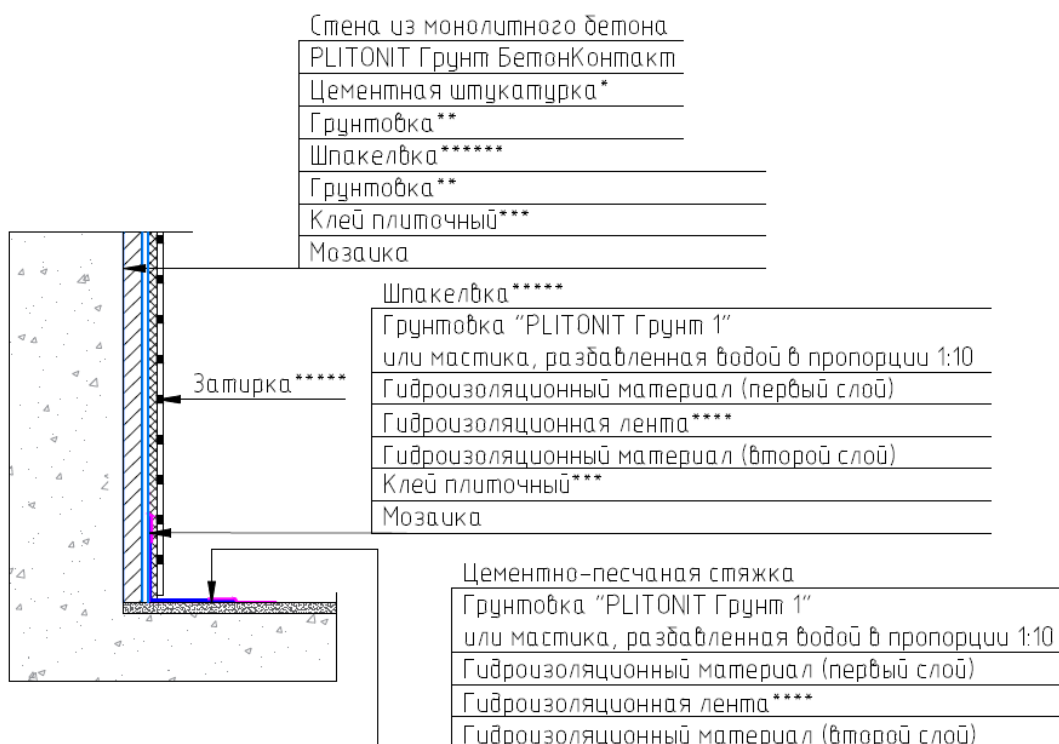 Стена из монолитного бетона
PLITONIT Грунт БетонКонтакт
Цементная штукатурка*
Грунтовка**
Шпакелвка******
Грунтовка**
Клей плиточный***
Мозаика
Шпакелвка*****
Грунтовка "PLITONIT Грунт 1"
или мастика, разбавленная водой в пропорции 1:10
Затирка*****
Гидроизоляционный материал (первый слой)
Гидроизоляционная лента****
Гидроизоляционный материал (второй слой)
Клей плиточный***
Мозаика
Цементно-песчаная стяжка
Грунтовка "PLITONIT Грунт 1"
или мастика, разбавленная водой в пропорции 1:10
Гидроизоляционный материал (первый слой)
Гидроизоляционная лента****
Гидроизоляционный материал (второй слой)